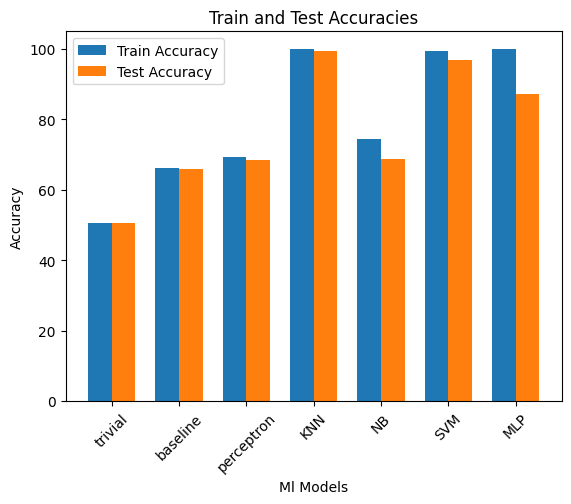 Train and Test Accuracies
Train Accuracy
Test Accuracy
Accuracy
100
80
60
40
20
0
trivial
baseline
perceptron
KNN
NB
SVM
MLP
Ml Models